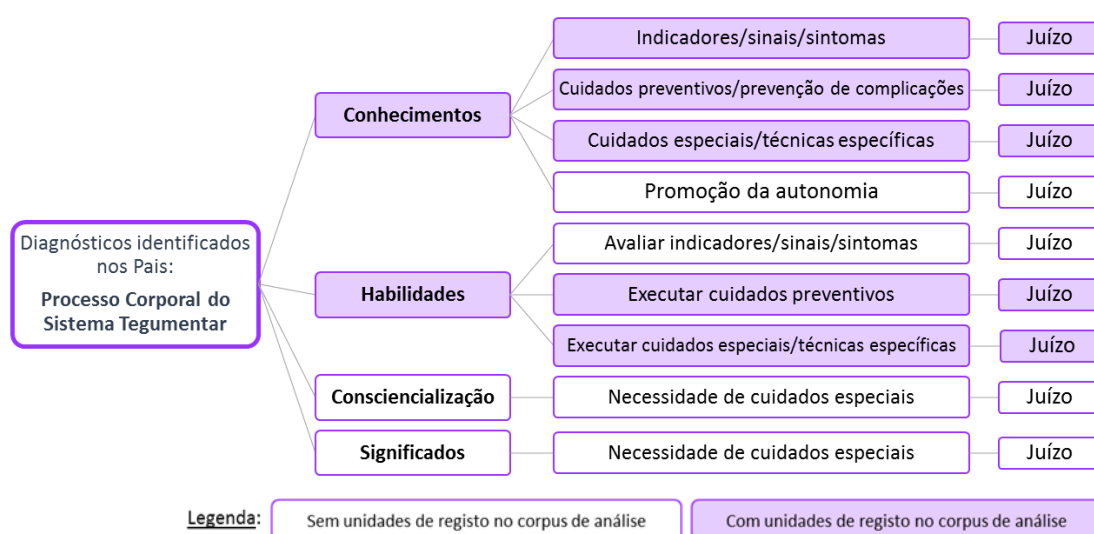 Diagnósticos identificados
nos Pais:
Processo Corporal do
Sistema Tegumentar
Conhecimentos
Indicadores/sinais/sintomas
Juízo
Cuidados preventivos/prevenção de complicações
Juízo
Cuidados especiais/técnicas específicas
Juízo
Promoção da autonomia
Juízo
Habilidades
Avaliar indicadores/sinais/sintomas
Juízo
Executar cuidados preventivos
Juízo
Executar cuidados especiais/técnicas específicas
Juízo
Consciencialização
Necessidade de cuidados especiais
Juízo
Significados
Necessidade de cuidados especiais
Juízo
Legenda:
Sem unidades de registo no corpus de análise
Com unidades de registo no corpus de análise